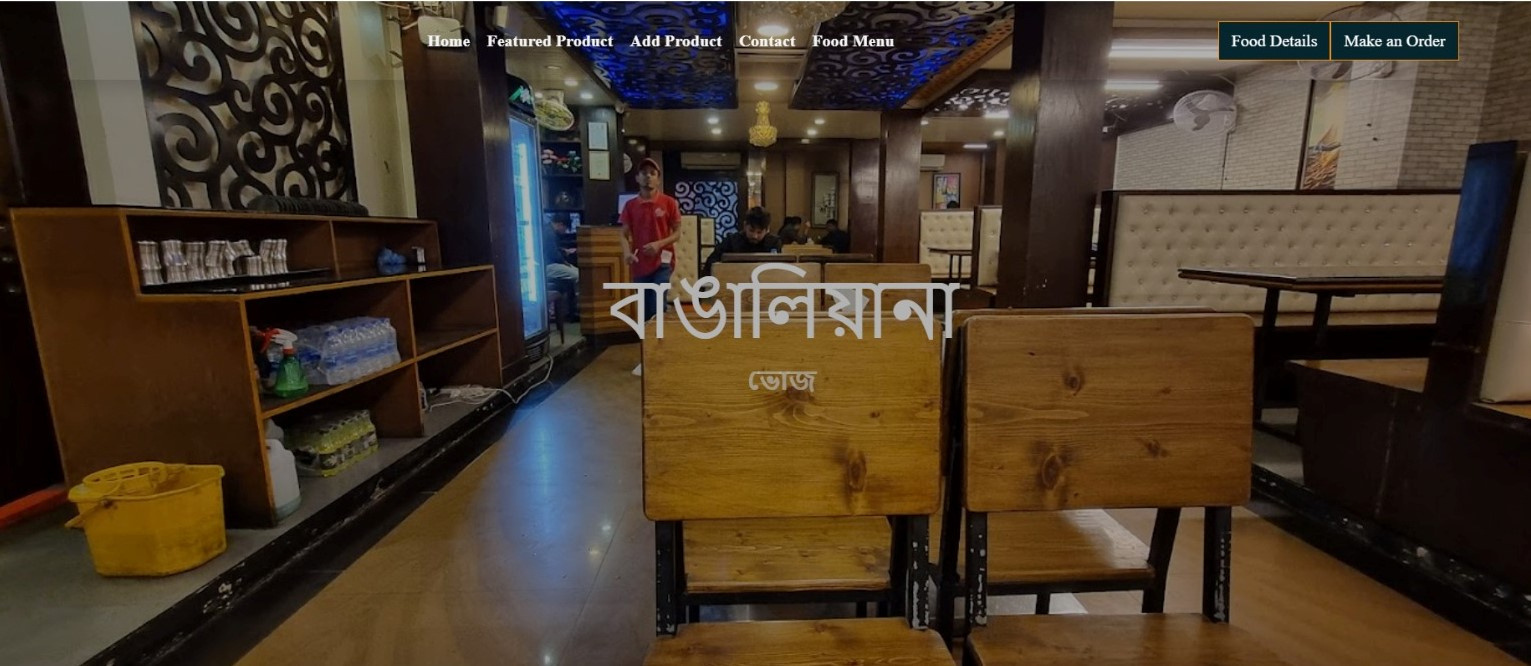 Home Featured Product Add Product Contact Food Menu Food Details Make an Order
বাঙালিয়ানা
ভোজ